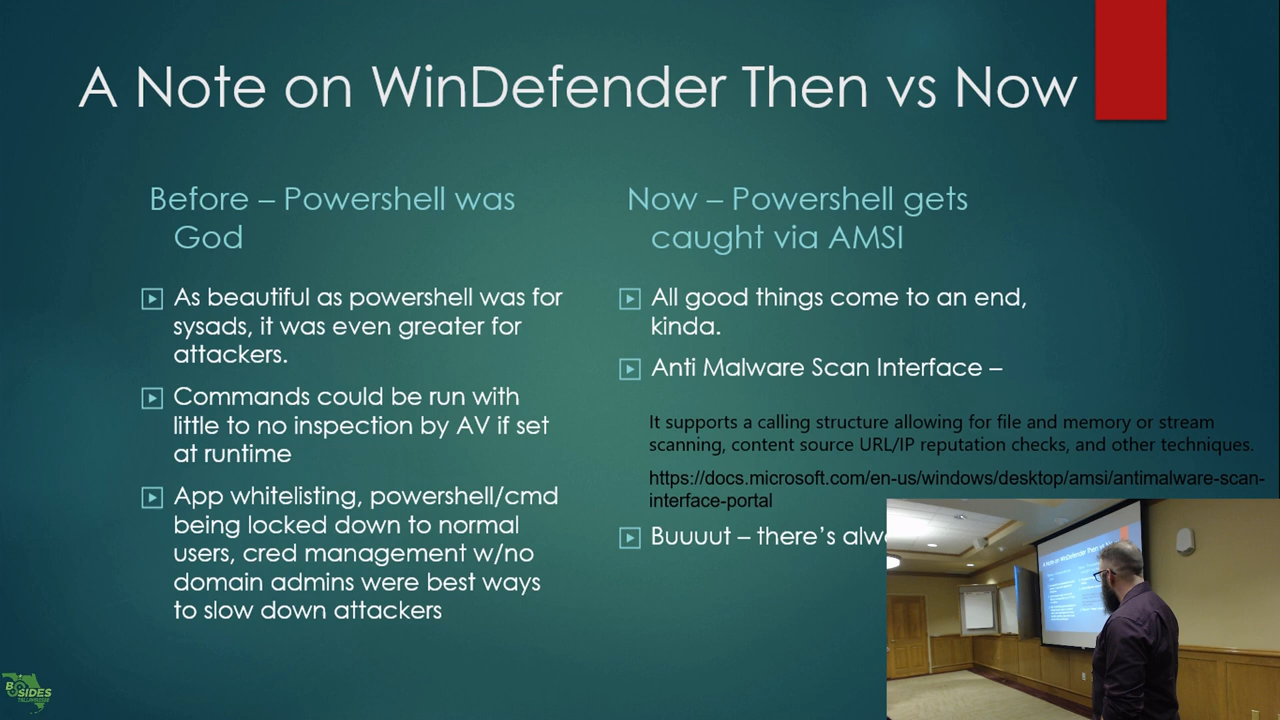 A Note on WinDefender Then vs Now
Before – Powershell was
God
As beautiful as powershell was for
sysads, it was even greater for
attackers.
Commands could be run with
little to no inspection by AV if set
at runtime
App whitelisting, powershell/cmd
being locked down to normal
users, cred management w/no
domain admins were best ways
to slow down attackers
Now – Powershell gets
caught via AMSI
All good things come to an end,
kinda.
Anti Malware Scan Interface –
It supports a calling structure allowing for file and memory or stream
scanning, content source URL/IP reputation checks, and other techniques.
https://docs.microsoft.com/en-us/windows/desktop/amsi/antimalware-scan-
interface-portal
Buuuut – there's
BSIDES
TALLAHASSEE